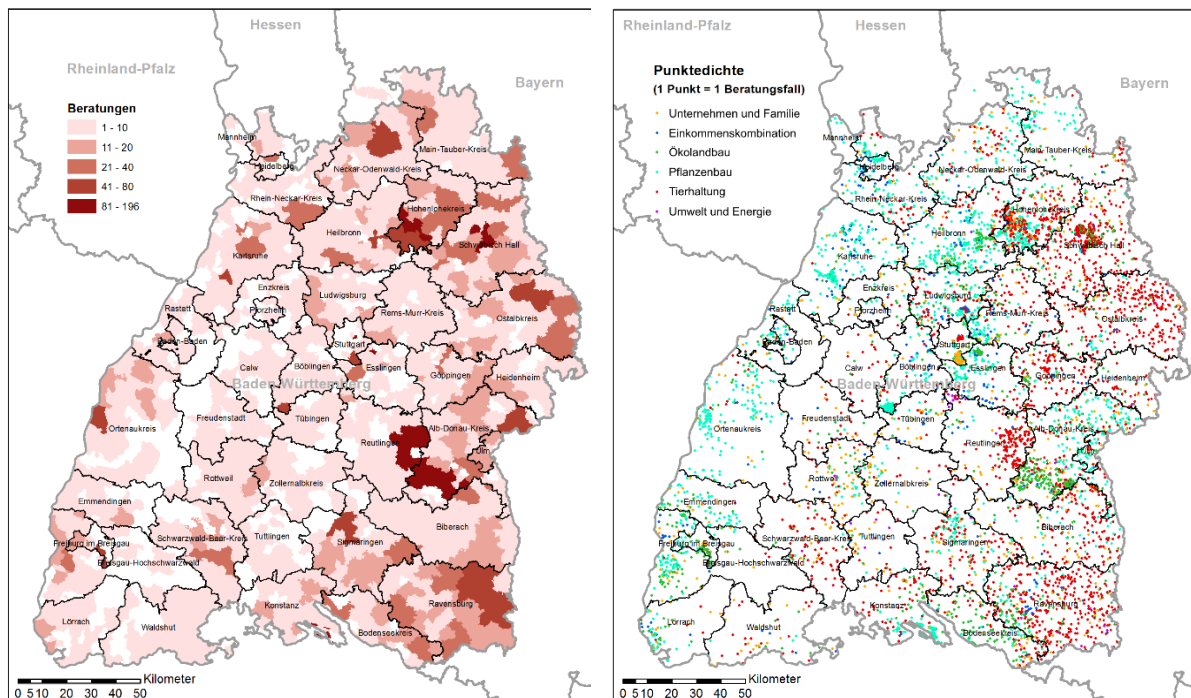 Hessen
Rheinland-Pfalz
Bayern
Beratungen
1 - 10
11 - 20
21 - 40
41 - 80
81 - 196
Mannheim
Heidelberg
Main-Tauber-Kreis
Neckar-Odenwald-Kreis
Rhein-Neckar-Kreis
Hohenlohekreis
Heilbronn
Schwäbisch Hall
Karlsruhe
Enzkreis
Pforzheim
Ludwigsburg
Rems-Murr-Kreis
Ostalbkreis
Rastatt
Baden-Baden
Stuttgart
Calw
Böblingen
Esslingen
Göppingen
Heidenheim
Baden-Württemberg
Ortenaukreis
Freudenstadt
Tübingen
Reutlingen
Alb-Donau-Kreis
Ulm
Rottweil
Zollernalbkreis
Emmendingen
Biberach
Freiburg im Breisgau
Schwarzwald-Baar-Kreis
Tuttlingen
Sigmaringen
Breisgau-Hochschwarzwald
Konstanz
Ravensburg
Lörrach
Waldshut
Bodenseekreis
Kilometer
0 5 10 20 30 40 50
Rheinland-Pfalz
Hessen
Bayern
Punktedichte
(1 Punkt = 1 Beratungsfall)
Unternehmen und Familie
Einkommenskombination
Ökolandbau
Pflanzenbau
Tierhaltung
Umwelt und Energie
Mannheim
Heidelberg
Main-Tauber-Kreis
Neckar-Odenwald-Kreis
Rhein-Neckar-Kreis
Hohenlohekreis
Heilbronn
Schwäbisch Hall
Karlsruhe
Enzkreis
Pforzheim
Ludwigsburg
Rems-Murr-Kreis
Ostalbkreis
Rastatt
Baden-Baden
Stuttgart
Calw
Böblingen
Esslingen
Göppingen
Heidenheim
Baden-Württemberg
Ortenaukreis
Freudenstadt
Tübingen
Reutlingen
Alb-Donau-Kreis
Ulm
Rottweil
Zollernalbkreis
Emmendingen
Biberach
Freiburg im Breisgau
Schwarzwald-Baar-Kreis
Tuttlingen
Sigmaringen
Breisgau-Hochschwarzwald
Konstanz
Ravensburg
Lörrach
Waldshut
Bodenseekreis
Kilometer
0 5 10 20 30 40 50